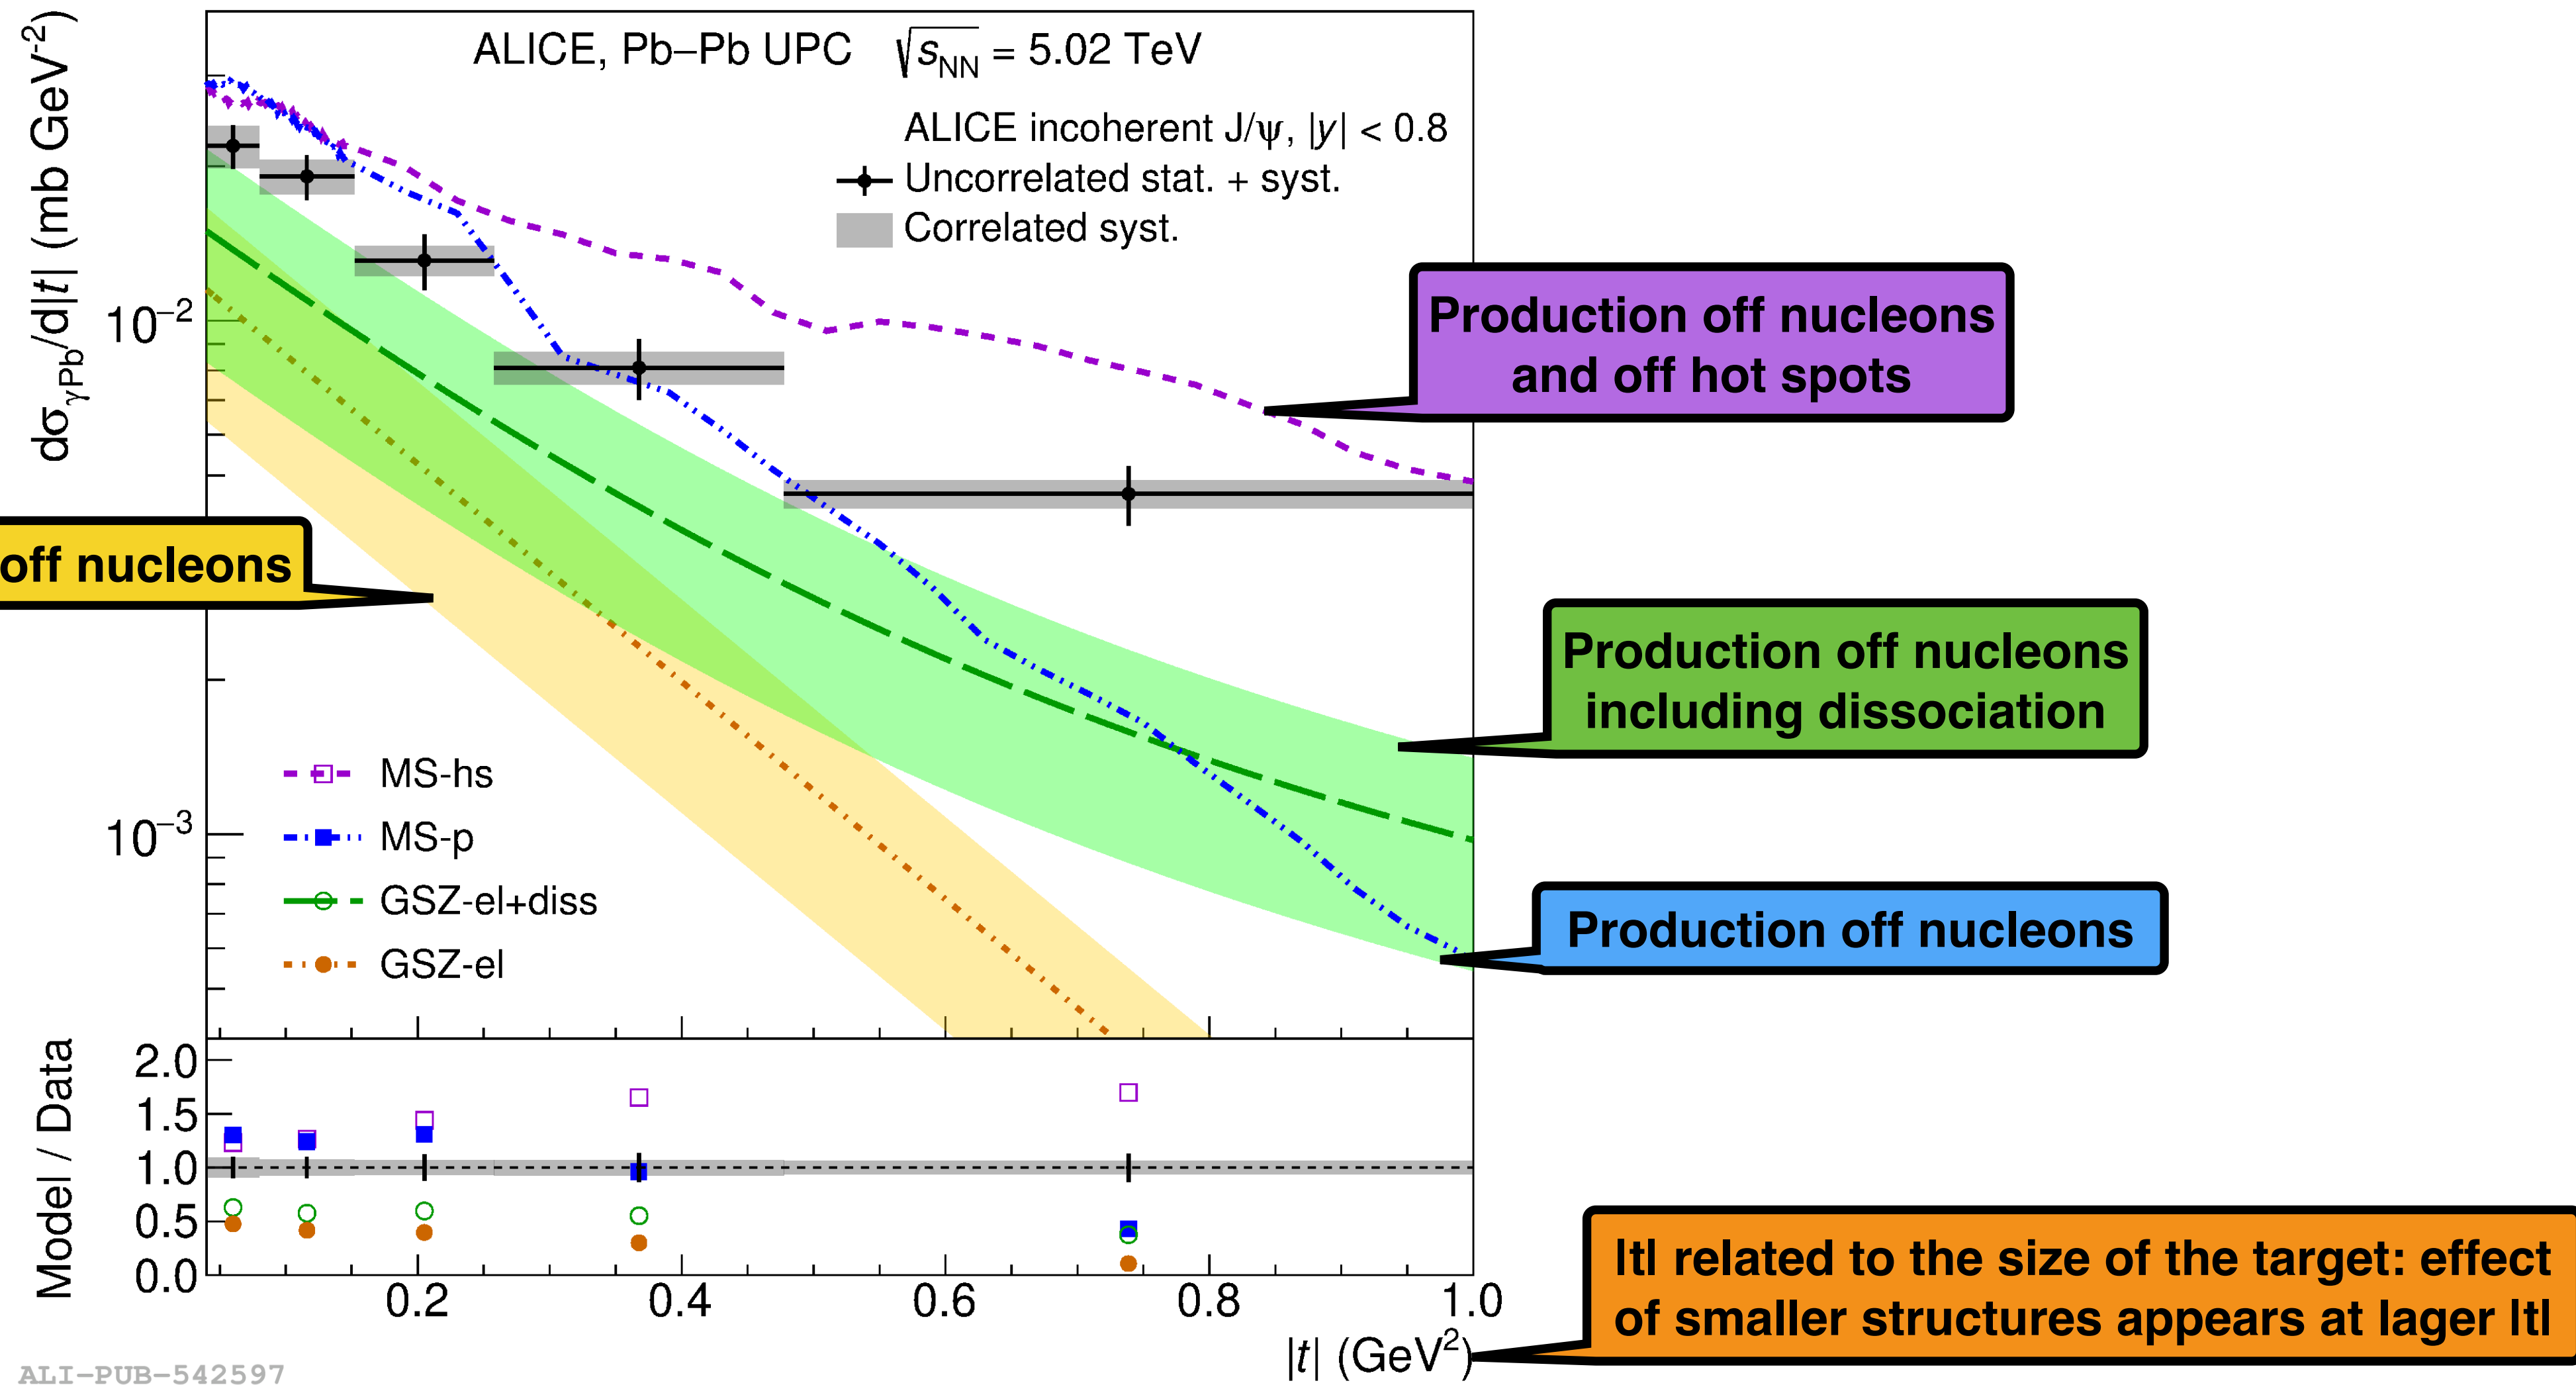 ALICE, Pb–Pb UPC √sNN = 5.02 TeV
ALICE incoherent J/ψ, |y| < 0.8
Uncorrelated stat. + syst.
Correlated syst.
dσγPb/d|t| (mb GeV-2)
10−2
10−3
Production off nucleons
and off hot spots
off nucleons
Production off nucleons
including dissociation
MS-hs
MS-p
GSZ-el+diss
GSZ-el
Production off nucleons
Model / Data
2.0
1.5
1.0
0.5
0.0
0.2 0.4 0.6 0.8 1.0
|t| (GeV2)
ltl related to the size of the target: effect
of smaller structures appears at lager ltl
ALI-PUB-542597